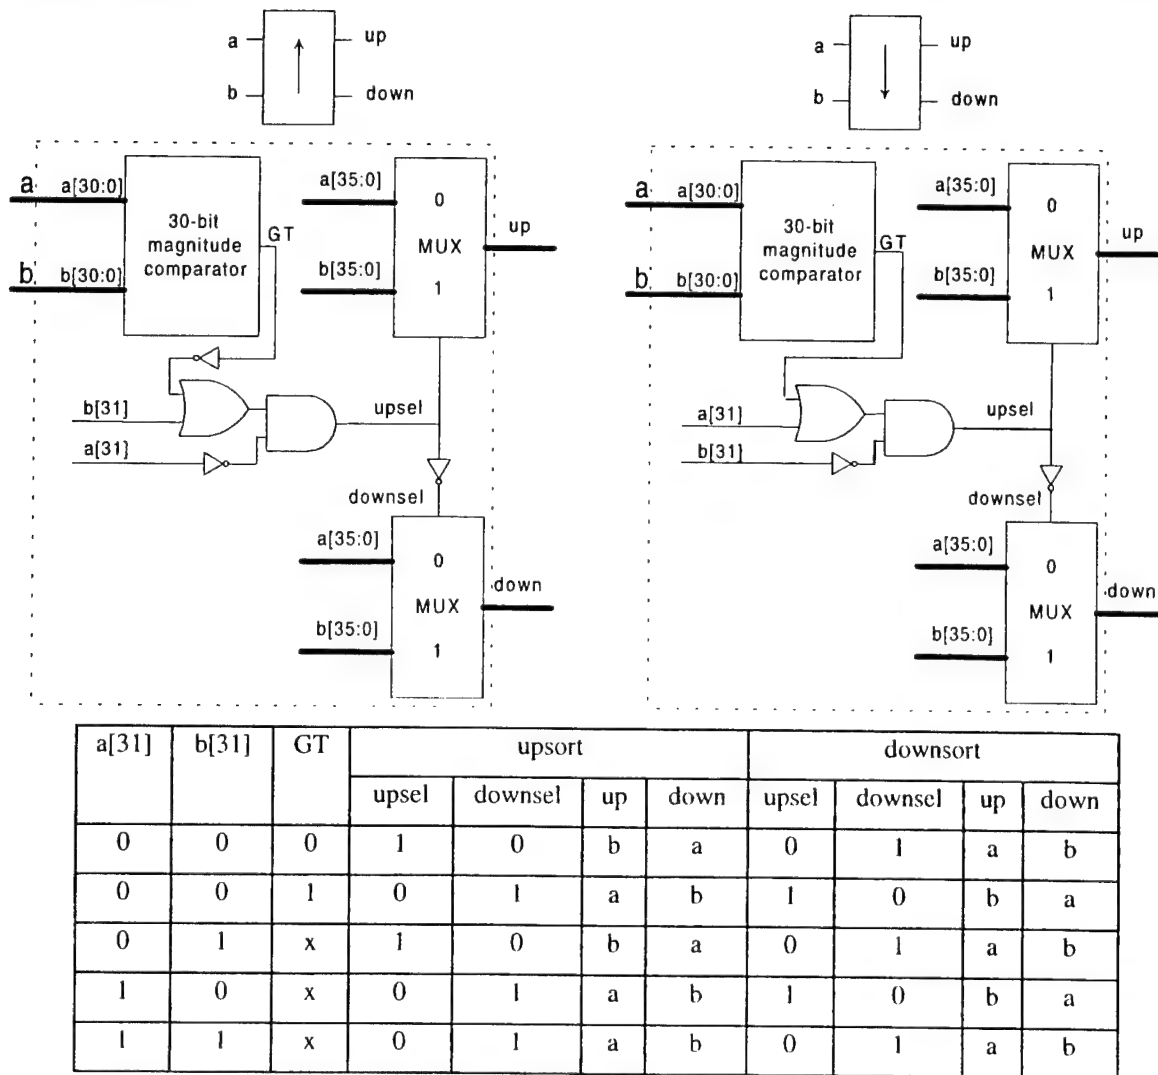 a up
b down
a up
b down
a a[30:0]
b b[30:0]
30-bit
magnitude
comparator
GT
a[35:0]
b[35:0]
0
MUX
1
up
b[31]
a[31]
upsel
downsel
a[35:0]
b[35:0]
0
MUX
1
down
a a[30:0]
b b[30:0]
30-bit
magnitude
comparator
GT
a[35:0]
b[35:0]
0
MUX
1
up
a[31]
b[31]
upsel
downsel
a[35:0]
b[35:0]
0
MUX
1
down
a[31] b[31] GT upsort downsort
upsel downsel up down upsel downsel up down
0 0 0 1 0 b a 0 1 a b
0 0 1 0 1 a b 1 0 b a
0 1 x 1 0 b a 0 1 a b
1 0 x 0 1 a b 1 0 b a
1 1 x 0 1 a b 0 1 a b